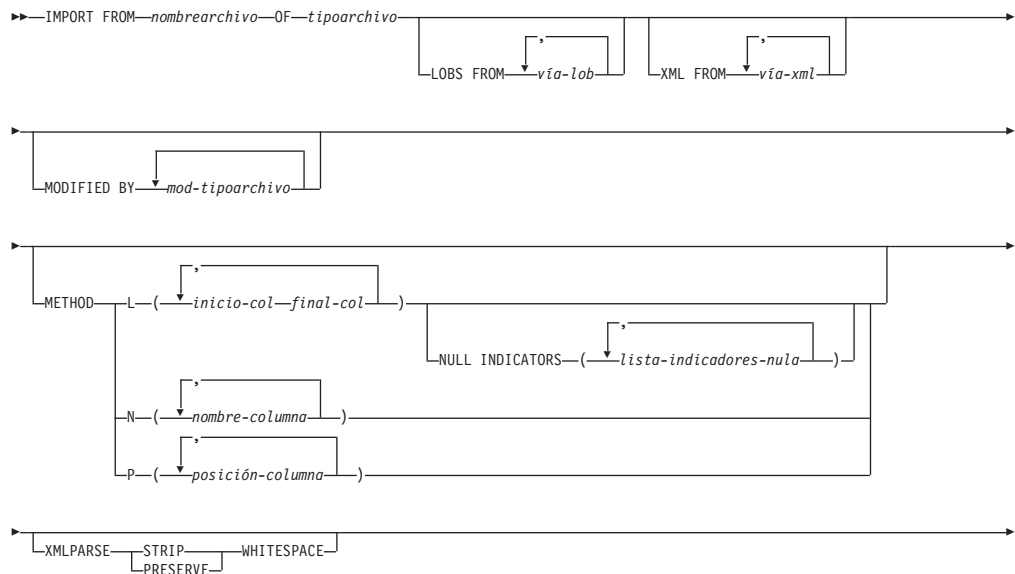 IMPORT FROM nombrearchivo OF tipoarchivo
,
,
LOBS FROM vía-lob XML FROM vía-xml
MODIFIED BY mod-tipoarchivo
,
METHOD L ( inicio-col final-col )
,
NULL INDICATORS ( lista-indicadores-nula )
,
N ( nombre-columna )
,
P ( posición-columna )
XMLPARSE STRIP WHITESPACE
PRESERVE